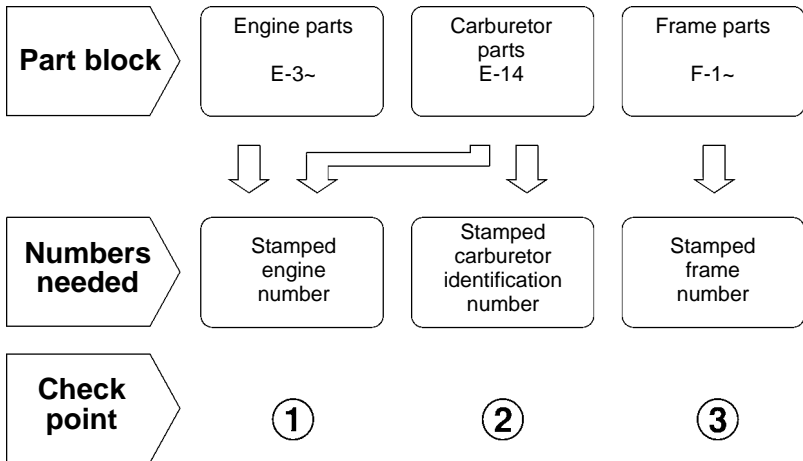 Part block
Engine parts
E-3~
Carburetor
parts
E-14
Frame parts
F-1~
Numbers
needed
Stamped
engine
number
Stamped
carburetor
identification
number
Stamped
frame
number
Check
point
1
2
3